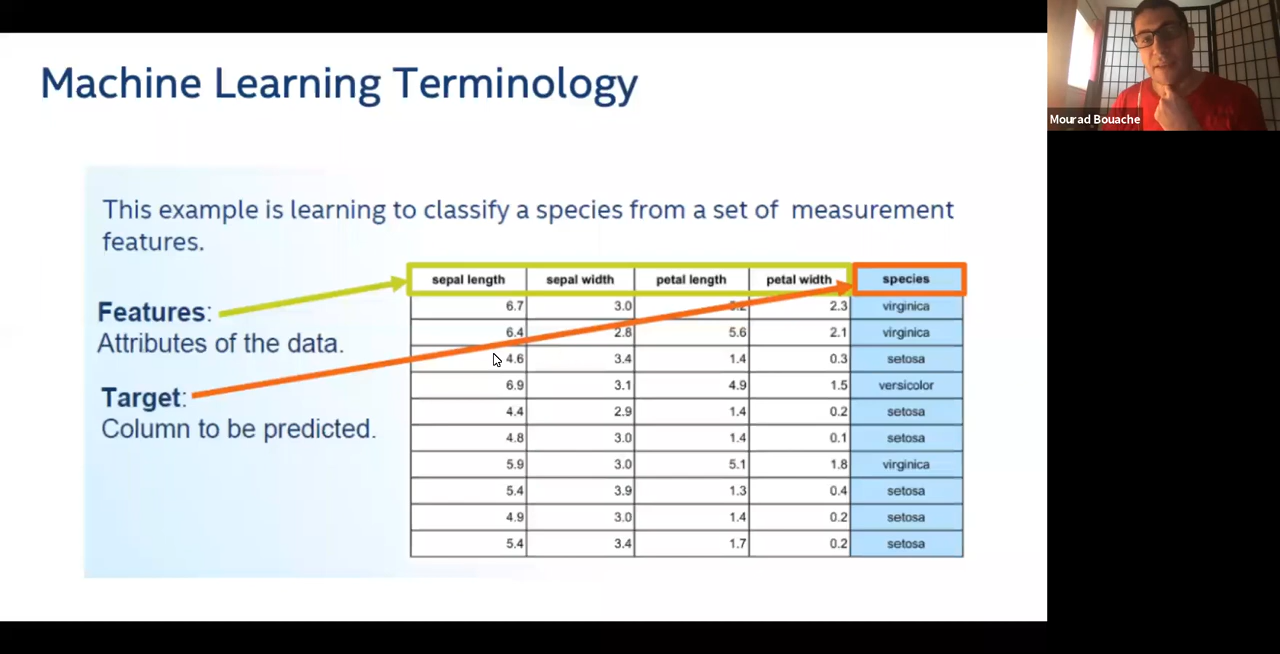 Machine Learning Terminology
Mourad Bouache
This example is learning to classify a species from a set of measurement
features.
Features:
Attributes of the data.
Target:
Column to be predicted.
sepal length sepal width petal length petal width species
6.7 3.0 5.2 2.3 virginica
6.4 2.8 5.6 2.1 virginica
4.6 3.4 1.4 0.3 setosa
6.9 3.1 4.9 1.5 versicolor
4.4 2.9 1.4 0.2 setosa
4.8 3.0 1.4 0.1 setosa
5.9 3.0 5.1 1.8 virginica
5.4 3.9 1.3 0.4 setosa
4.9 3.0 1.4 0.2 setosa
5.4 3.4 1.7 0.2 setosa